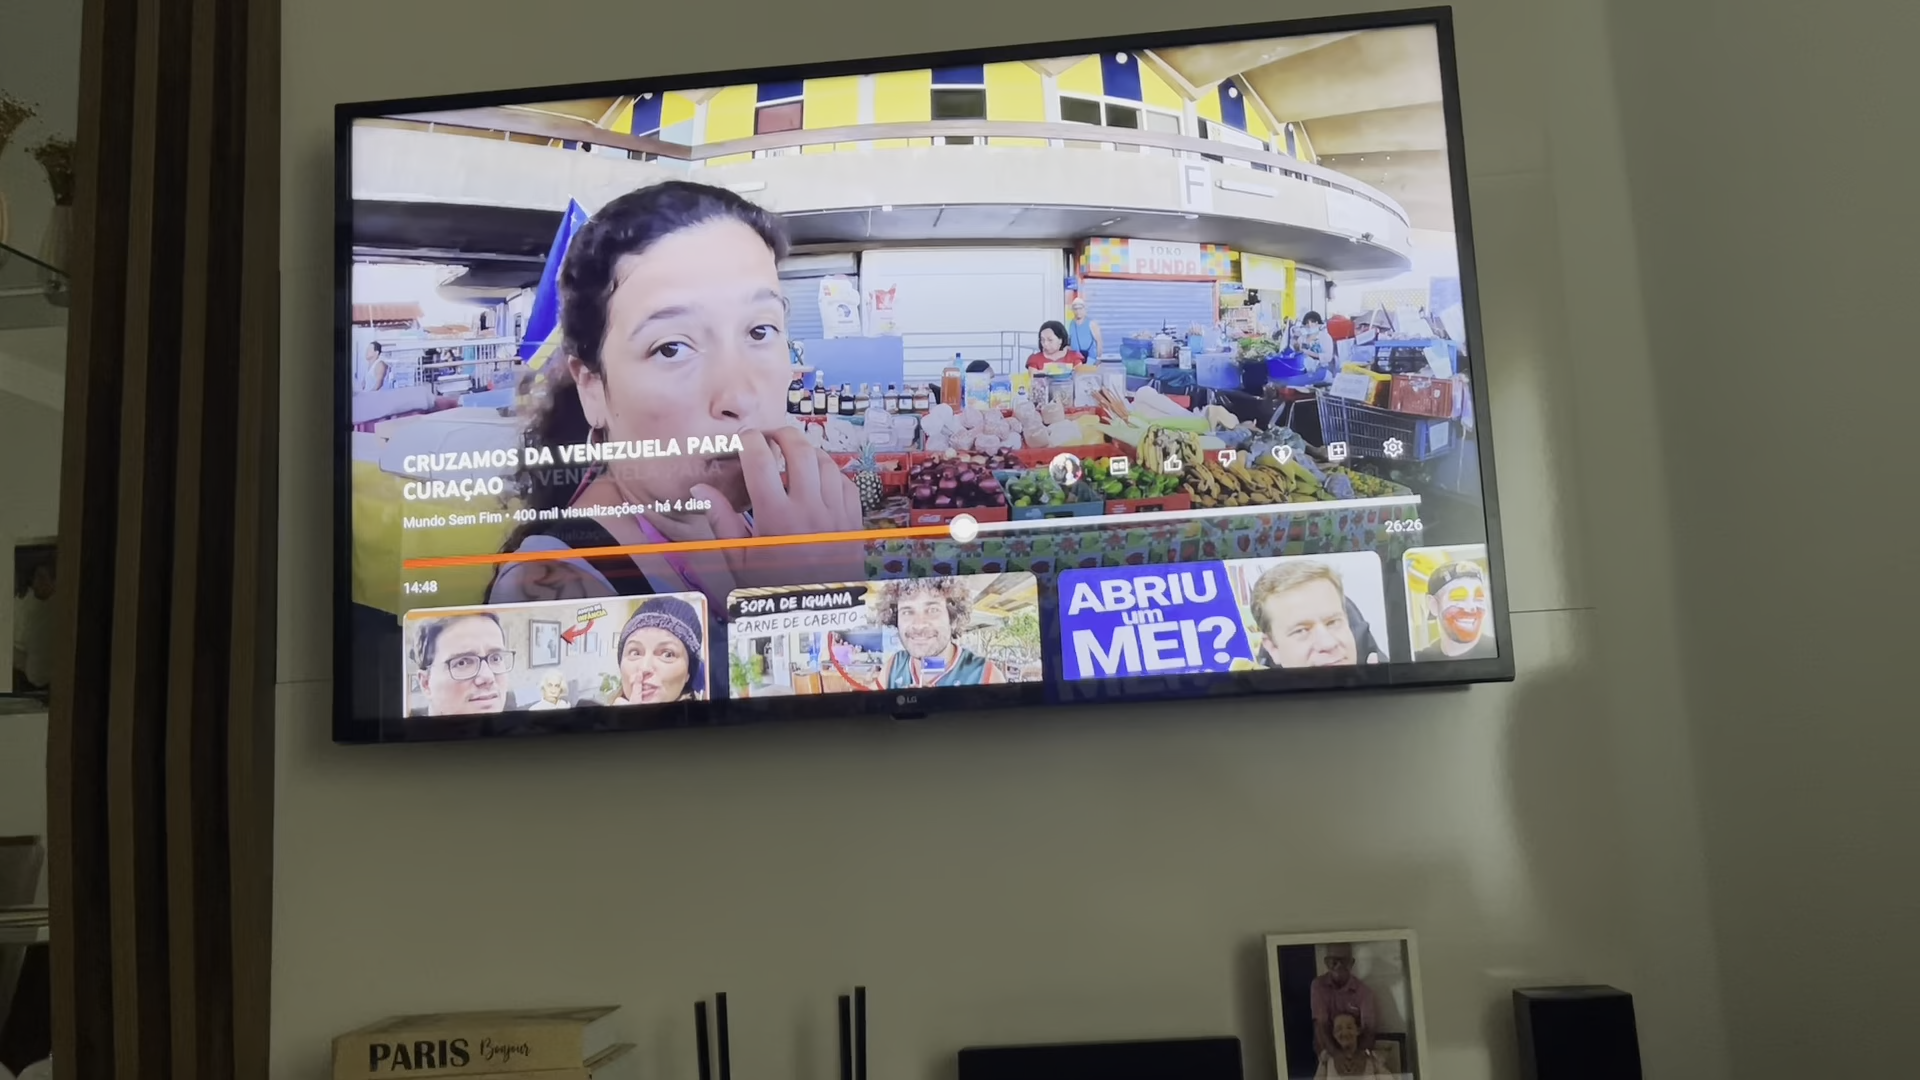 F
TOKO
PUNDA
CRUZAMOS DA VENEZUELA PARA
CURAÇAO
Mundo Sem Fim • 400 mil visualizações • há 4 dias
26:26
14:48
SOPA DE IGUANA
CARNE DE CABRITO
ABRIU
um
MEI?
LG
PARIS Bonjour